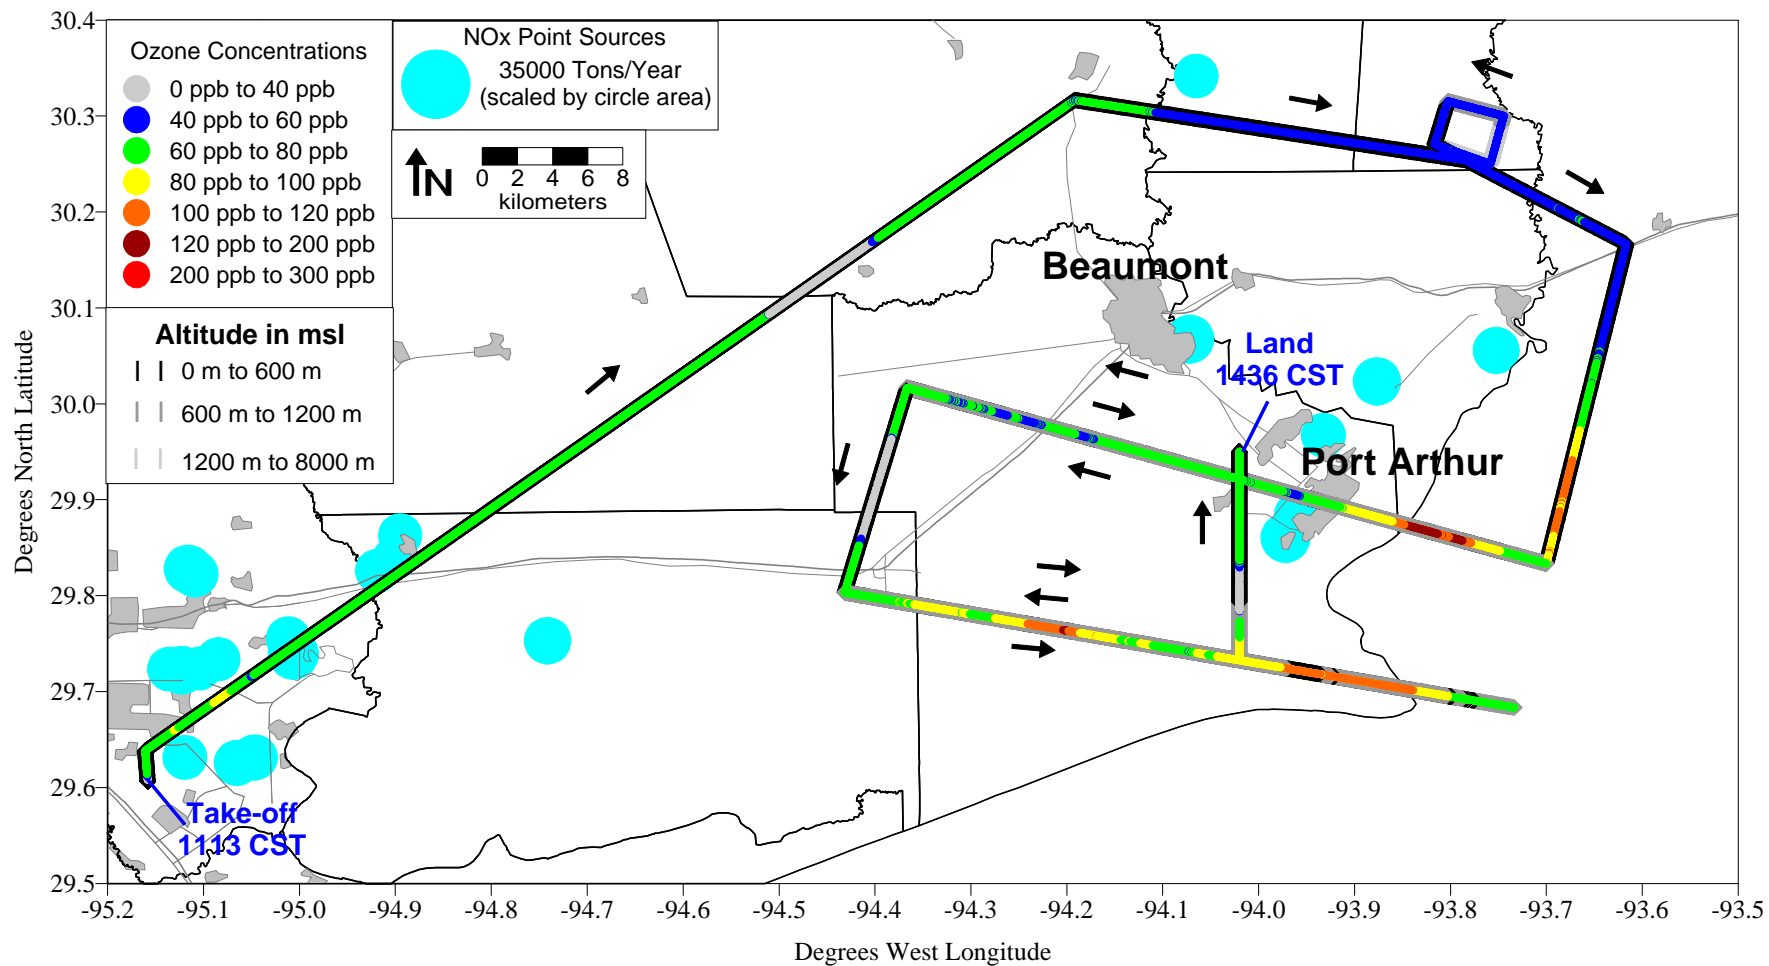 30.4
30.3
30.2
30.1
30.0
29.9
29.8
29.7
29.6
29.5
Degrees North Latitude
Ozone Concentrations
0 ppb to 40 ppb
40 ppb to 60 ppb
60 ppb to 80 ppb
80 ppb to 100 ppb
100 ppb to 120 ppb
120 ppb to 200 ppb
200 ppb to 300 ppb
NOx Point Sources
35000 Tons/Year
(scaled by circle area)
N
0 2 4 6 8
kilometers
Altitude in msl
0 m to 600 m
600 m to 1200 m
1200 m to 8000 m
Beaumont
Land
1436 CST
Port Arthur
Take-off
1113 CST
-95.2 -95.1 -95.0 -94.9 -94.8 -94.7 -94.6 -94.5 -94.4 -94.3 -94.2 -94.1 -94.0 -93.9 -93.8 -93.7 -93.6 -93.5
Degrees West Longitude